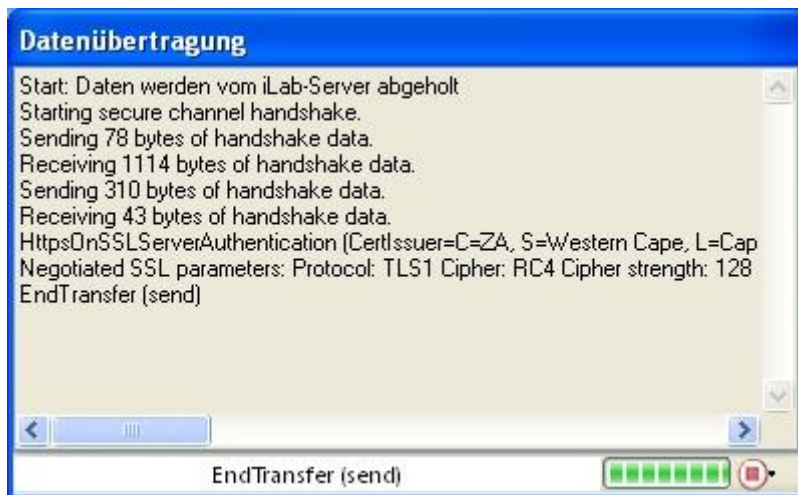 Datenübertragung
Start: Daten werden vom iLab-Server abgeholt
Starting secure channel handshake.
Sending 78 bytes of handshake data.
Receiving 1114 bytes of handshake data.
Sending 310 bytes of handshake data.
Receiving 43 bytes of handshake data.
HttpsOnSSLServerAuthentication (CertIssuer=C=ZA, S=Western Cape, L=Cap
Negotiated SSL parameters: Protocol: TLS1 Cipher: RC4 Cipher strength: 128
EndTransfer (send)
EndTransfer (send)